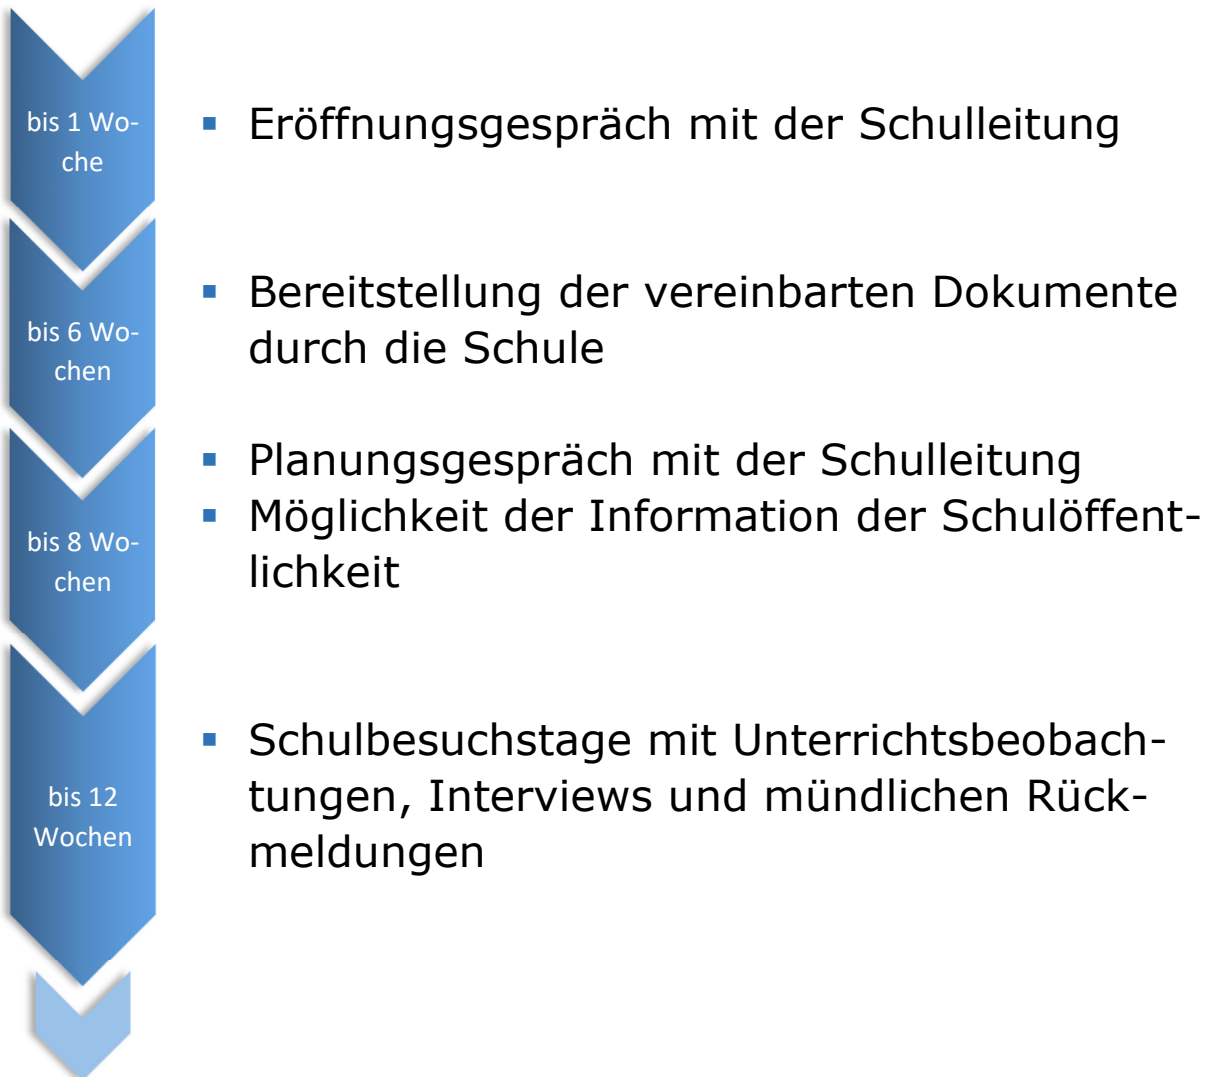 bis 1 Wo-
che
▪ Eröffnungsgespräch mit der Schulleitung
bis 6 Wo-
chen
▪ Bereitstellung der vereinbarten Dokumente
durch die Schule
bis 8 Wo-
chen
▪ Planungsgespräch mit der Schulleitung
▪ Möglichkeit der Information der Schulöffent-
lichkeit
bis 12
Wochen
▪ Schulbesuchstage mit Unterrichtsbeobach-
tungen, Interviews und mündlichen Rück-
meldungen